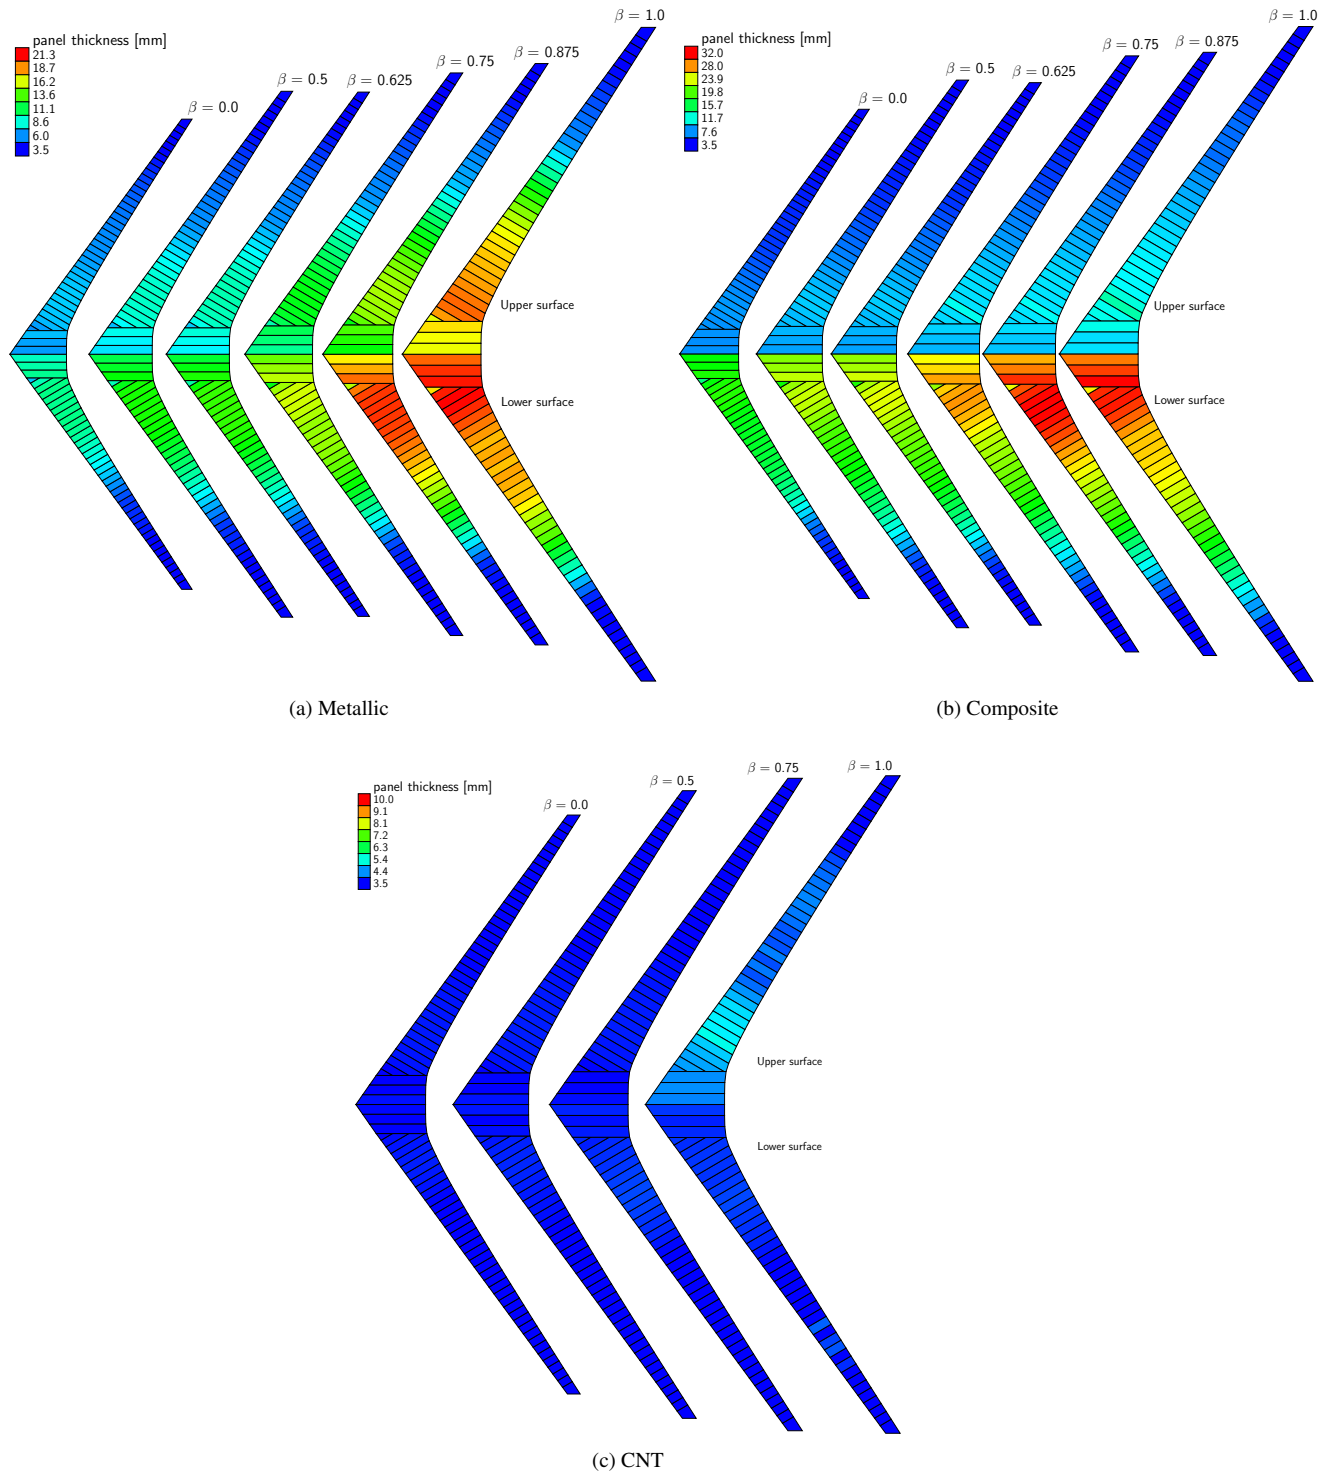 panel thickness [mm]
21.3
18.7
16.2
13.6
11.1
8.6
6.0
3.5
β = 0.0
β = 0.5
β = 0.625
β = 0.75
β = 0.875
β = 1.0
Upper surface
Lower surface
(a) Metallic
panel thickness [mm]
32.0
28.0
23.9
19.8
15.7
11.7
7.6
3.5
β = 0.0
β = 0.5
β = 0.625
β = 0.75
β = 0.875
β = 1.0
Upper surface
Lower surface
(b) Composite
panel thickness [mm]
10.0
9.1
8.1
7.2
6.3
5.4
4.4
3.5
β = 0.0
β = 0.5
β = 0.75
β = 1.0
Upper surface
Lower surface
(c) CNT